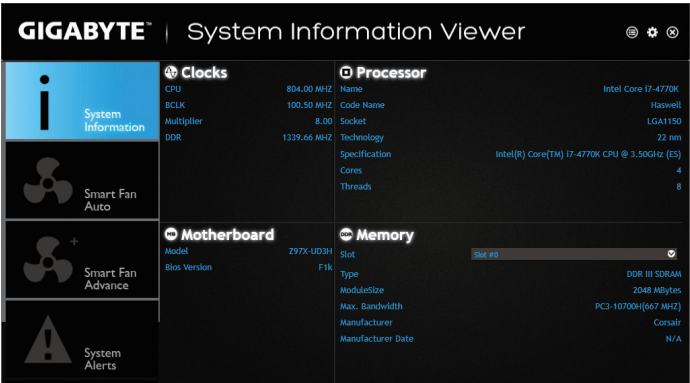 GIGABYTE™ | System Information Viewer
System
Information
Smart Fan
Auto
Smart Fan
Advance
System
Alerts
Clocks
CPU 804.00 MHZ
BCLK 100.50 MHZ
Multiplier 8.00
DDR 1339.66 MHZ
Processor
Name Intel Core i7-4770K
Code Name Haswell
Socket LGA1150
Technology 22 nm
Specification Intel(R) Core(TM) i7-4770K CPU @ 3.50GHz (ES)
Cores 4
Threads 8
MB Motherboard
Model Z97X-UD3H
Bios Version F1k
DDR Memory
Slot Slot #0
Type DDR III SDRAM
ModuleSize 2048 MBytes
Max. Bandwidth PC3-10700H(667 MHZ)
Manufacturer Corsair
Manufacturer Date N/A